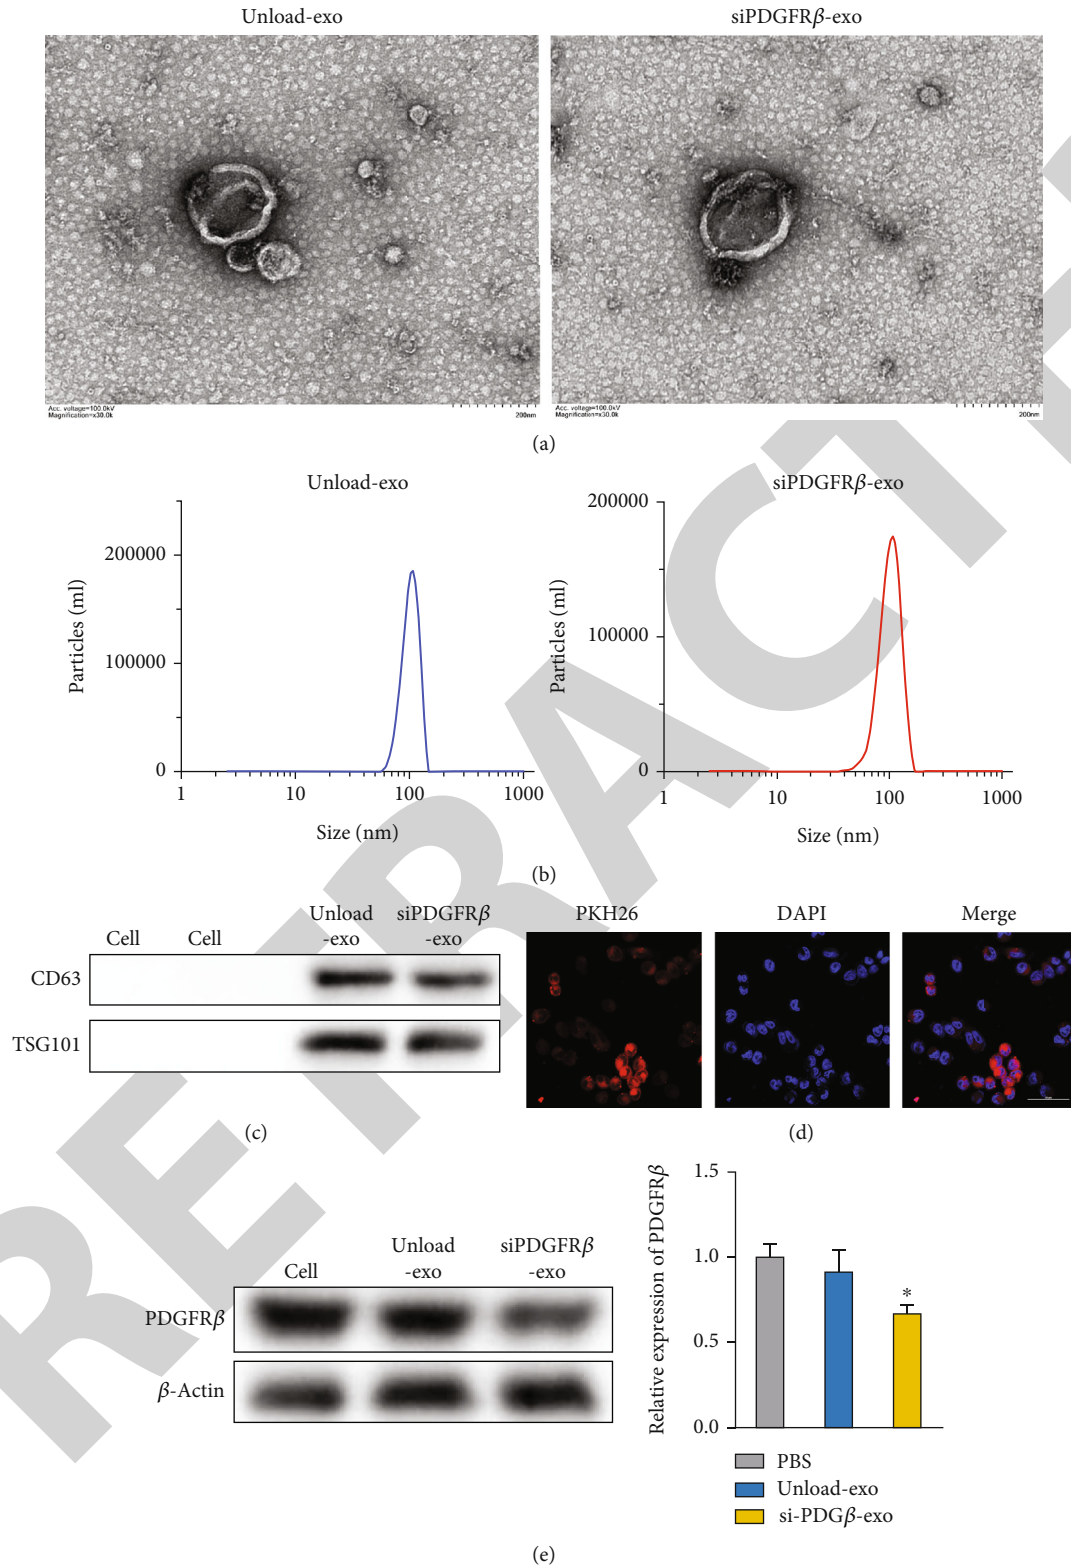 Unload-exo
siPDGFRβ-exo
Acc. voltage=100.0kV
Magnification=x30.0k
200nm
Acc. voltage=100.0kV
Magnification=x30.0k
200nm
(a)
Unload-exo
siPDGFRβ-exo
Particles (ml)
200000
100000
0
1 10 100 1000
Size (nm)
Particles (ml)
200000
100000
0
1 10 100 1000
Size (nm)
(b)
Cell Cell Unload
-exo siPDGFRβ
-exo
CD63
TSG101
(c)
PKH26 DAPI Merge
(d)
Cell Unload
-exo siPDGFRβ
-exo
PDGFRβ
β-Actin
Relative expression of PDGFRβ
1.5
1.0
0.5
0.0
*
PBS
Unload-exo
si-PDGβ-exo
(e)
RETRACTE